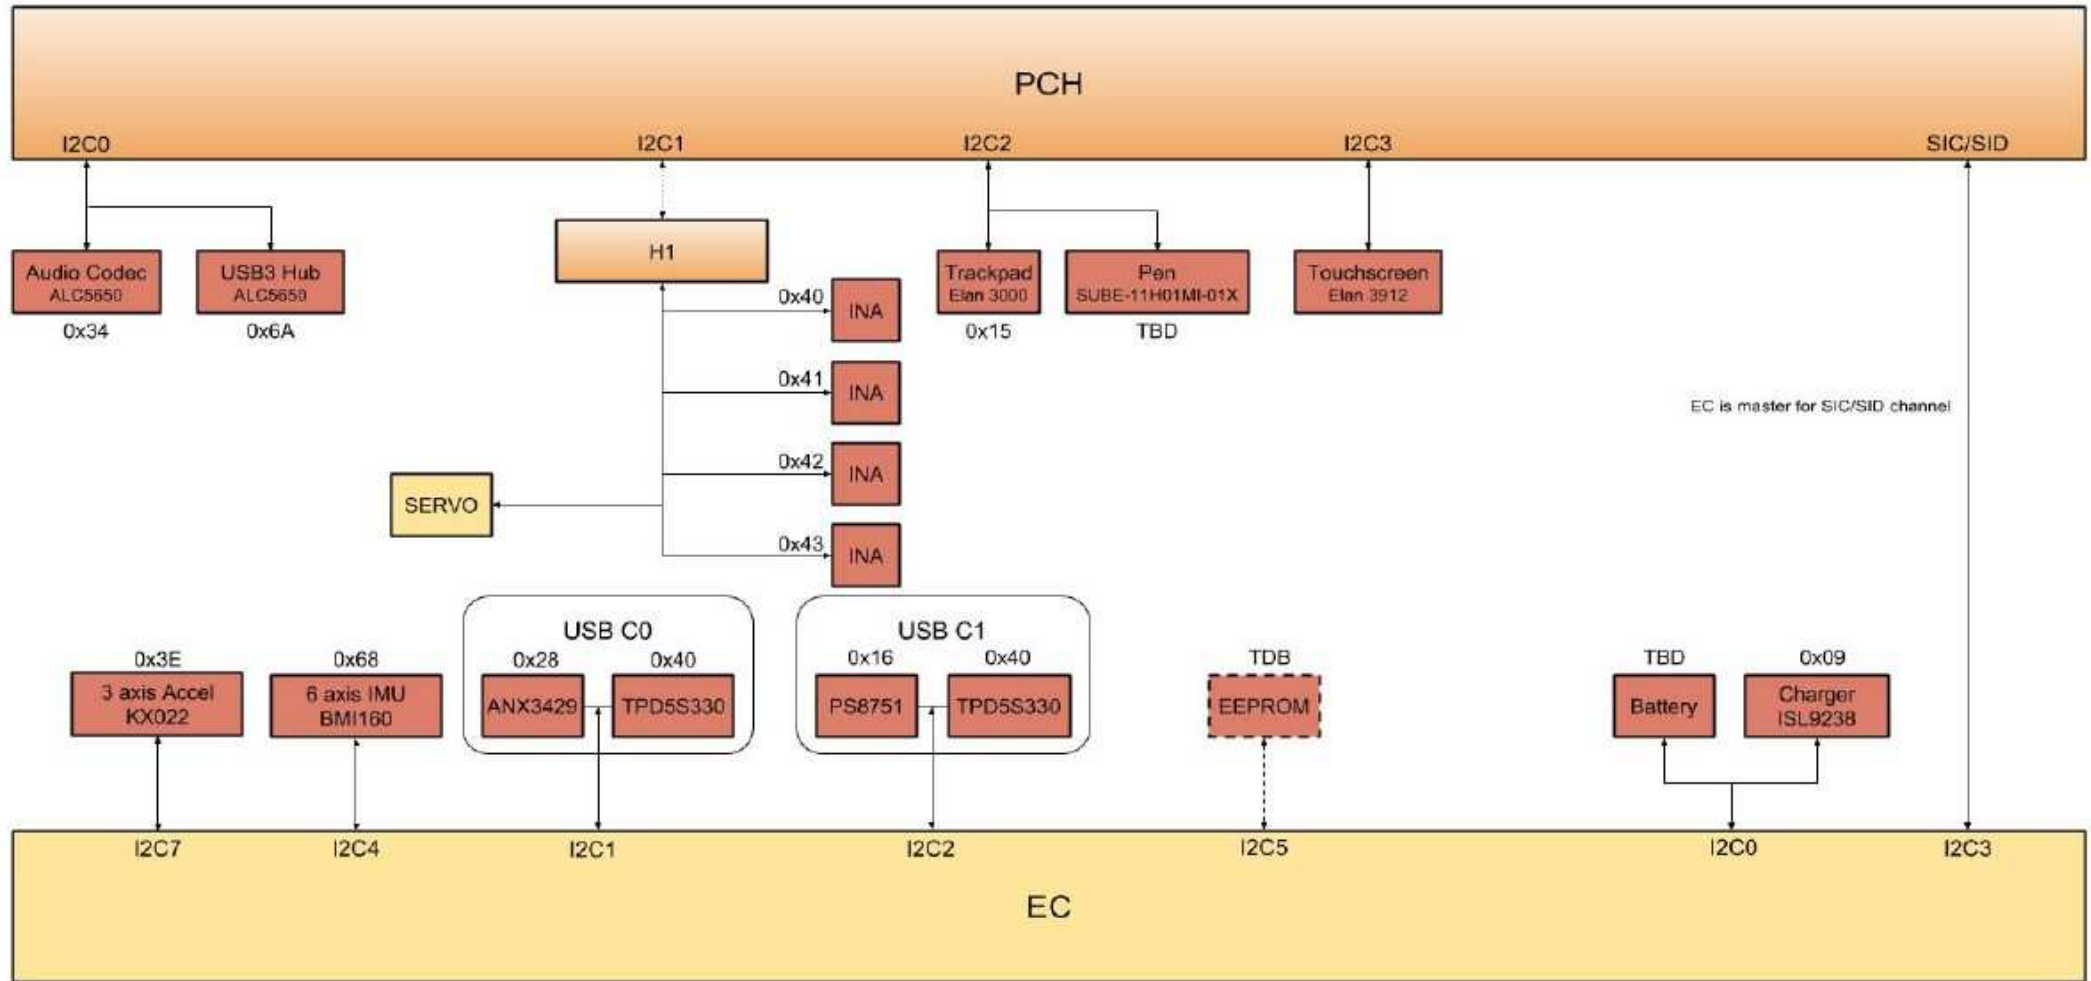 PCH
I2C0
I2C1
I2C2
I2C3
SIC/SID
Audio Codec
ALC5650
0x34
USB3 Hub
ALC5659
0x6A
H1
Trackpad
Elan 3000
0x15
Pen
SUBE-11H01MI-01X
TBD
Touchscreen
Elan 3912
0x40
INA
0x41
INA
0x42
INA
0x43
INA
SERVO
EC is master for SIC/SID channel
0x3E
3 axis Accel
KX022
0x68
6 axis IMU
BMI160
USB C0
0x28
ANX3429
0x40
TPD5S330
USB C1
0x16
PS8751
0x40
TPD5S330
TDB
EEPROM
TBD
Battery
0x09
Charger
ISL9238
I2C7
I2C4
I2C1
I2C2
I2C5
I2C0
I2C3
EC